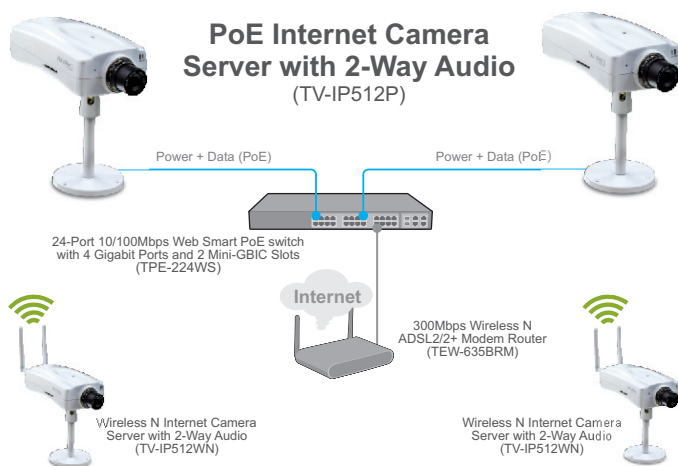 PoE Internet Camera
Server with 2-Way Audio
(TV-IP512P)
Power + Data (PoE)
Power + Data (PoE)
24-Port 10/100Mbps Web Smart PoE switch
with 4 Gigabit Ports and 2 Mini-GBIC Slots
(TPE-224WS)
Internet
300Mbps Wireless N
ADSL2/2+ Modem Router
(TEW-635BRM)
Wireless N Internet Camera
Server with 2-Way Audio
(TV-IP512WN)
Wireless N Internet Camera
Server with 2-Way Audio
(TV-IP512WN)